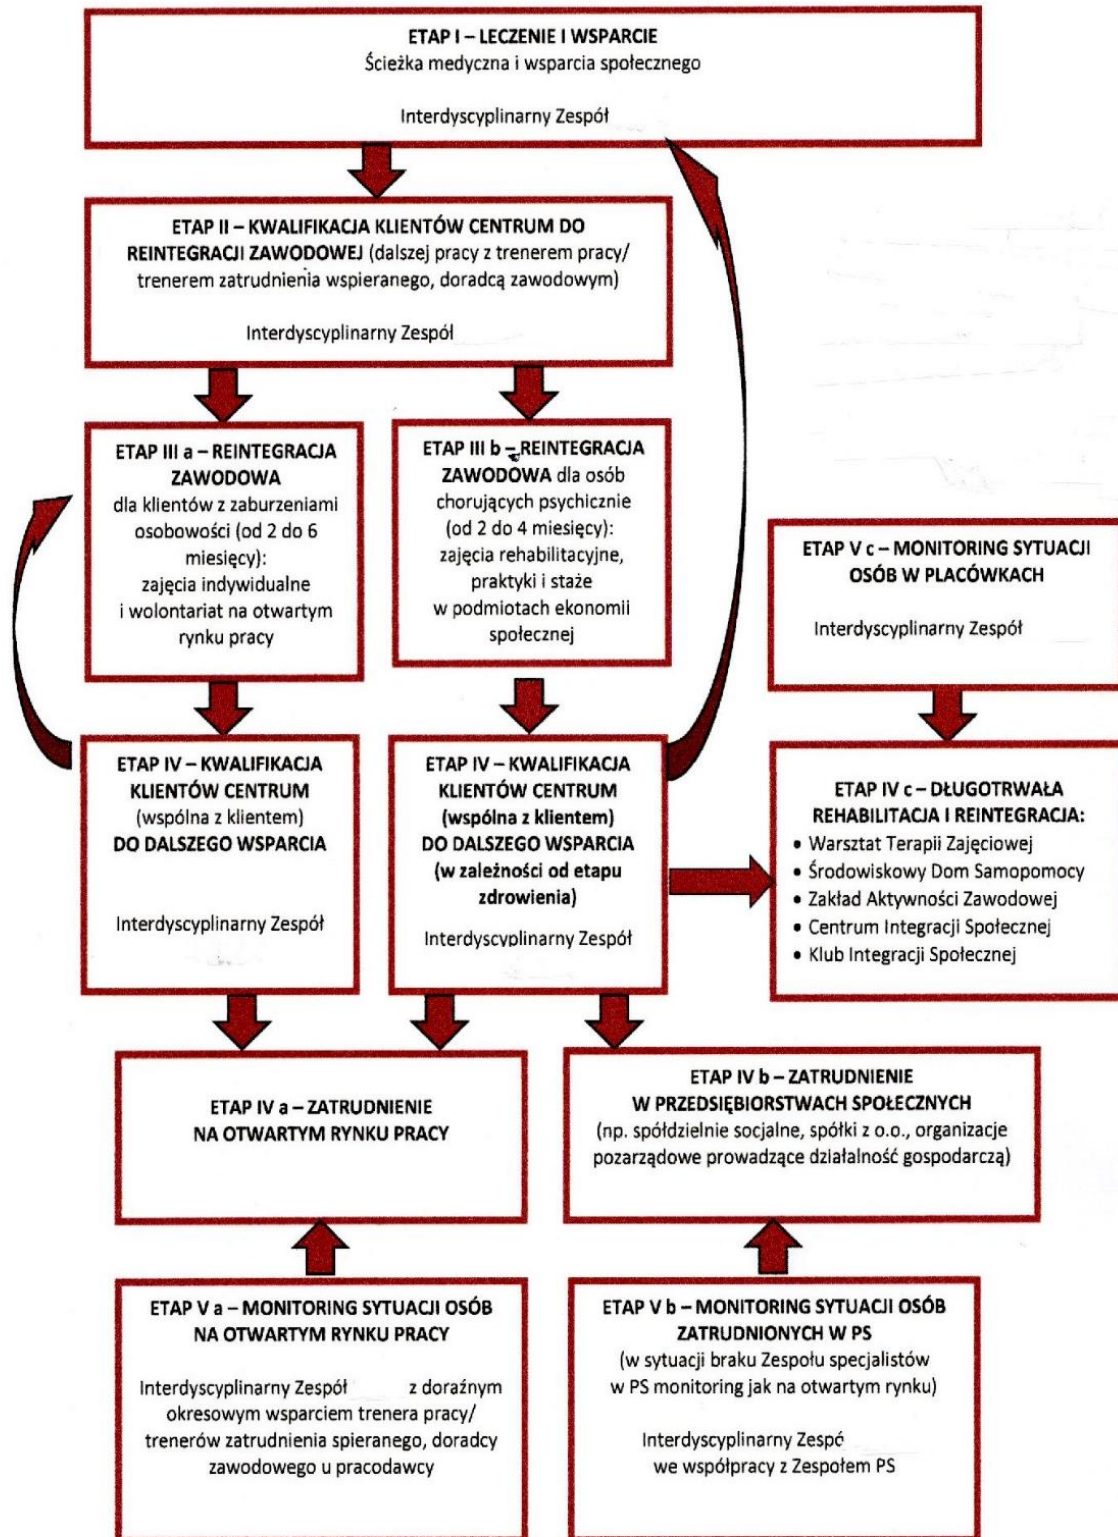 ETAP I – LECZENIE I WSPARCIE
Ścieżka medyczna i wsparcia społecznego
Interdyscyplinarny Zespół
ETAP II – KWALIFIKACJA KLIENTÓW CENTRUM DO
REINTEGRACJI ZAWODOWEJ (dalszej pracy z trenerem pracy/
trenerem zatrudnienia wspieranego, doradcą zawodowym)
Interdyscyplinarny Zespół
ETAP III a – REINTEGRACJA
ZAWODOWA
dla klientów z zaburzeniami
osobowości (od 2 do 6
miesięcy):
zajęcia indywidualne
i wolontariat na otwartym
rynku pracy
ETAP III b – REINTEGRACJA
ZAWODOWA dla osób
chorujących psychicznie
(od 2 do 4 miesięcy):
zajęcia rehabilitacyjne,
praktyki i staże
w podmiotach ekonomii
społecznej
ETAP V c – MONITORING SYTUACJI
OSÓB W PLACÓWKACH
Interdyscyplinarny Zespół
ETAP IV – KWALIFIKACJA
KLIENTÓW CENTRUM
(wspólna z klientem)
DO DALSZEGO WSPARCIA
Interdyscyplinarny Zespół
ETAP IV – KWALIFIKACJA
KLIENTÓW CENTRUM
(wspólna z klientem)
DO DALSZEGO WSPARCIA
(w zależności od etapu
zdrowienia)
Interdyscyplinarny Zespół
ETAP IV c – DŁUGOTRWAŁA
REHABILITACJA I REINTEGRACJA:
• Warsztat Terapii Zajęciowej
• Środowiskowy Dom Samopomocy
• Zakład Aktywności Zawodowej
• Centrum Integracji Społecznej
• Klub Integracji Społecznej
ETAP IV a – ZATRUDNIENIE
NA OTWARTYM RYNKU PRACY
ETAP IV b – ZATRUDNIENIE
W PRZEDSIĘBIORSTWACH SPOŁECZNYCH
(np. spółdzielnie socjalne, spółki z o.o., organizacje
pozarządowe prowadzące działalność gospodarczą)
ETAP V a – MONITORING SYTUACJI OSÓB
NA OTWARTYM RYNKU PRACY
Interdyscyplinarny Zespół z doraźnym
okresowym wsparciem trenera pracy/
trenerów zatrudnienia spieranego, doradcy
zawodowego u pracodawcy
ETAP V b – MONITORING SYTUACJI OSÓB
ZATRUDNIONYCH W PS
(w sytuacji braku Zespołu specjalistów
w PS monitoring jak na otwartym rynku)
Interdyscyplinarny Zespó
we współpracy z Zespołem PS